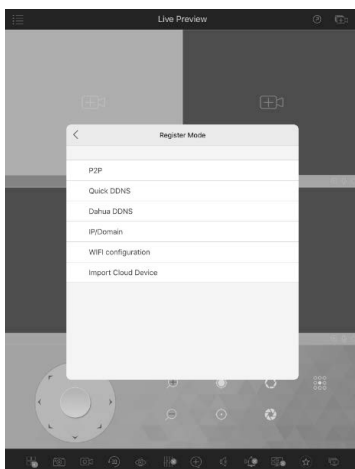 Live Preview
Register Mode
P2P
Quick DDNS
Dahua DDNS
IP/Domain
WIFI configuration
Import Cloud Device